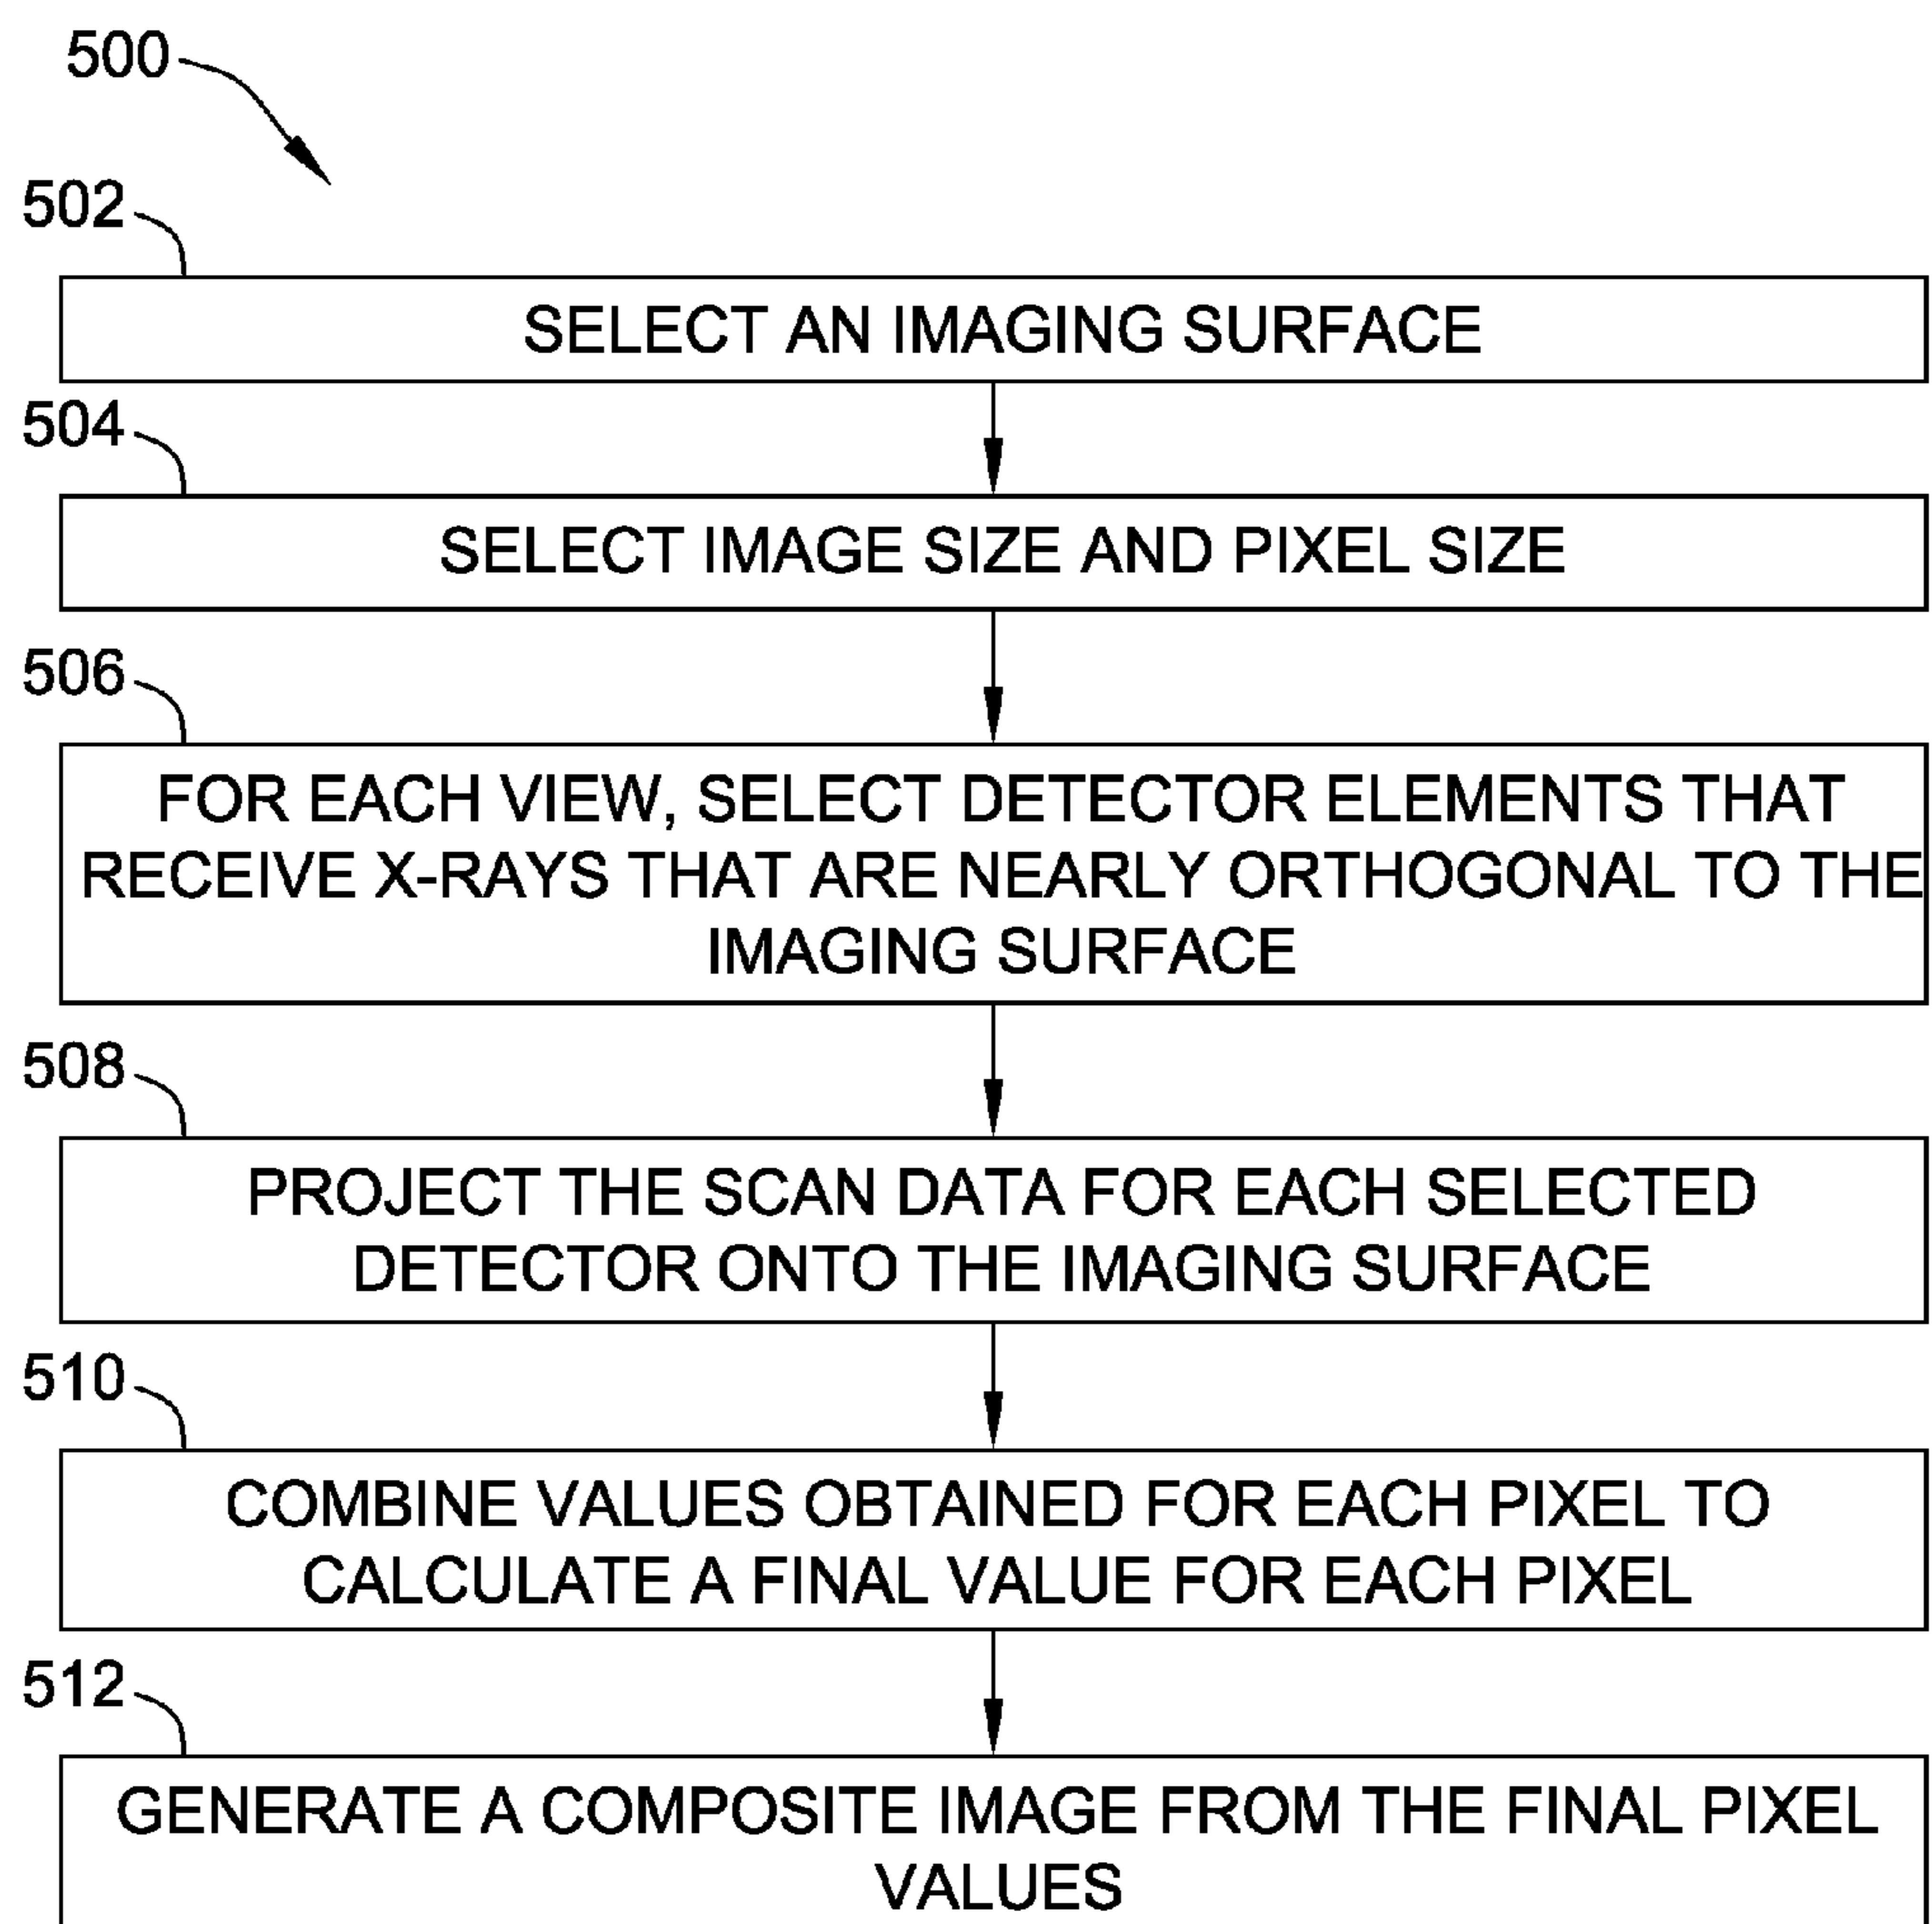 500
502
SELECT AN IMAGING SURFACE
504
SELECT IMAGE SIZE AND PIXEL SIZE
506
FOR EACH VIEW, SELECT DETECTOR ELEMENTS THAT
RECEIVE X-RAYS THAT ARE NEARLY ORTHOGONAL TO THE
IMAGING SURFACE
508
PROJECT THE SCAN DATA FOR EACH SELECTED
DETECTOR ONTO THE IMAGING SURFACE
510
COMBINE VALUES OBTAINED FOR EACH PIXEL TO
CALCULATE A FINAL VALUE FOR EACH PIXEL
512
GENERATE A COMPOSITE IMAGE FROM THE FINAL PIXEL
VALUES